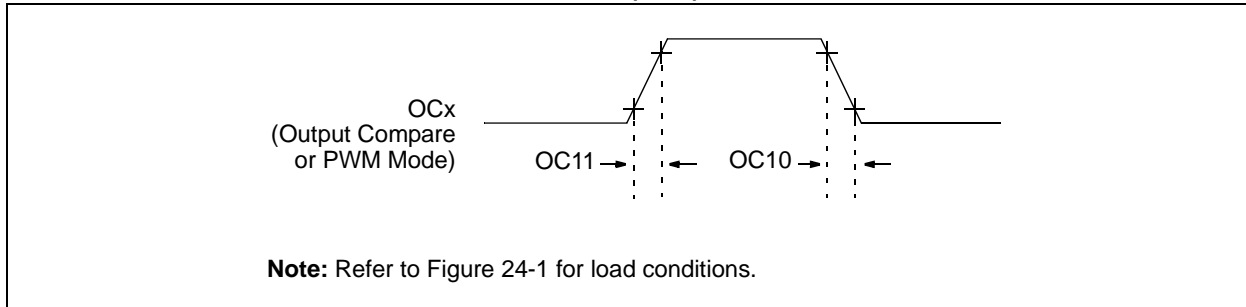 OCx
(Output Compare
or PWM Mode)
OC11
OC10
Note: Refer to Figure 24-1 for load conditions.